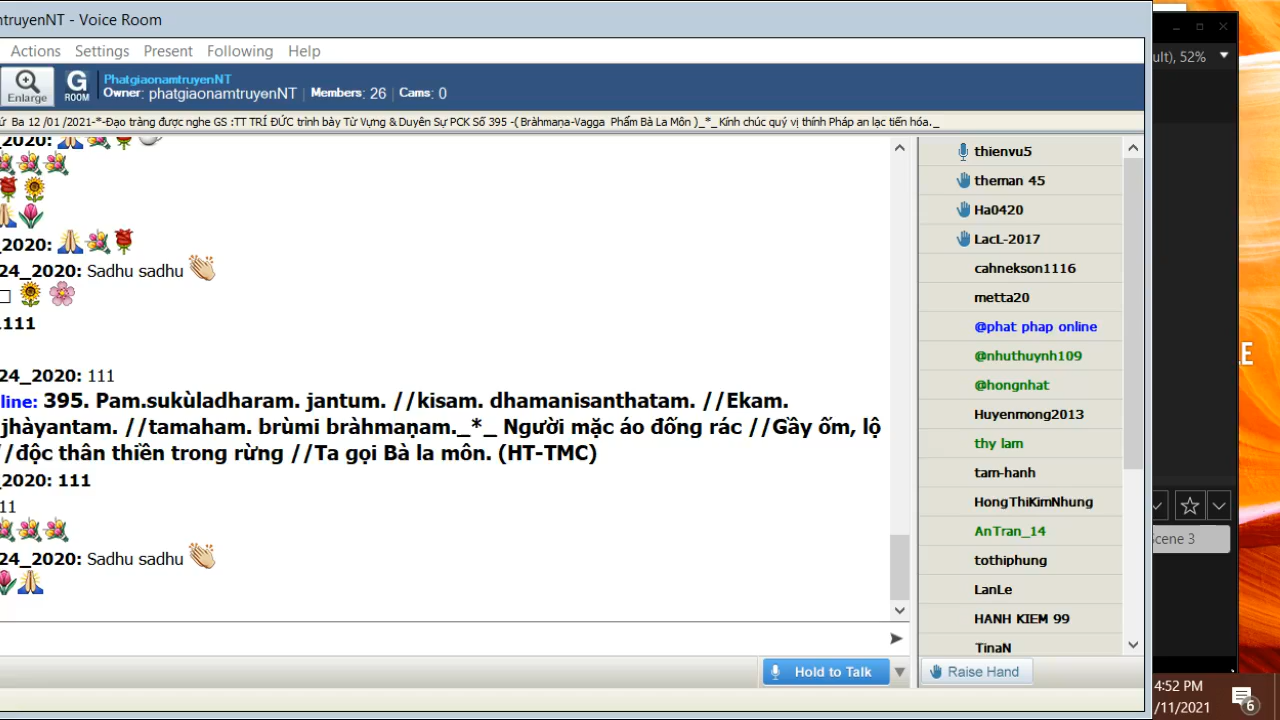 mtruyenNT - Voice Room
Actions Settings Present Following Help
Enlarge
G ROOM
PhatgiaonamtruyenNT
Owner: phatgiaonamtruyenNT | Members: 26 | Cams: 0
ứ Ba 12 /01 /2021-*-Đạo tràng được nghe GS :TT TRÍ ĐỨC trình bày Từ Vựng & Duyên Sự PCK Số 395 -( Bràhmaṇa-Vagga Phẩm Bà La Môn )_*_ Kính chúc quý vị thính Pháp an lạc tiến hóa._
_2020:
_2020:
24_2020: Sadhu sadhu
1111
24_2020: 111
line: 395. Pam.sukùladharam. jantum. //kisam. dhamanisanthatam. //Ekam.
jhàyantam. //tamaham. brùmi bràhmaṇam._*_ Người mặc áo đống rác //Gầy ốm, lộ
//độc thân thiền trong rừng //Ta gọi Bà la môn. (HT-TMC)
_2020: 111
11
24_2020: Sadhu sadhu
thienvu5
theman 45
Ha0420
LacL-2017
cahnekson1116
metta20
@phat phap online
@nhuthuynh109
@hongnhat
Huyenmong2013
thy lam
tam-hanh
HongThiKimNhung
AnTran_14
tothiphung
LanLe
HANH KIEM 99
TinaN
Hold to Talk
Raise Hand
ult), 52%
LE
cene 3
4:52 PM
/11/2021
6